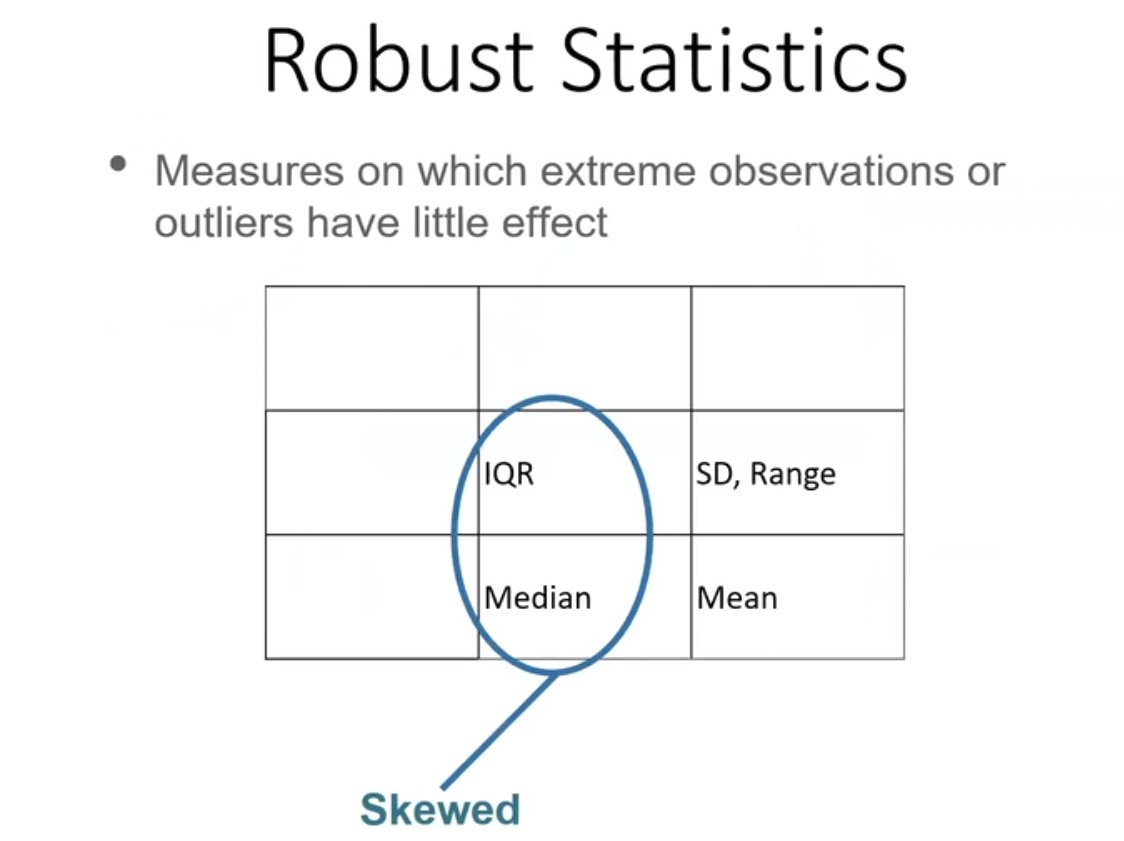 Robust Statistics
• Measures on which extreme observations or
outliers have little effect
IQR
SD, Range
Median
Mean
Skewed